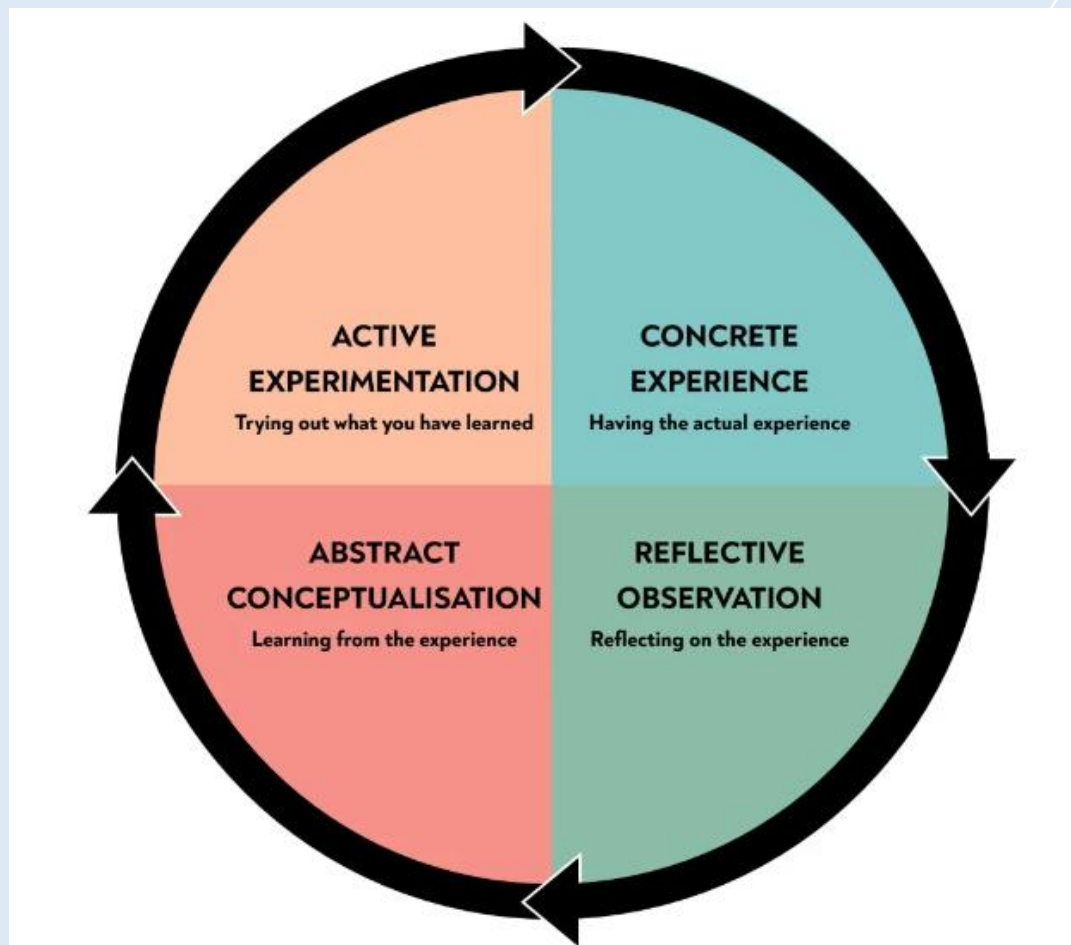 ACTIVE
EXPERIMENTATION
Trying out what you have learned
CONCRETE
EXPERIENCE
Having the actual experience
ABSTRACT
CONCEPTUALISATION
Learning from the experience
REFLECTIVE
OBSERVATION
Reflecting on the experience